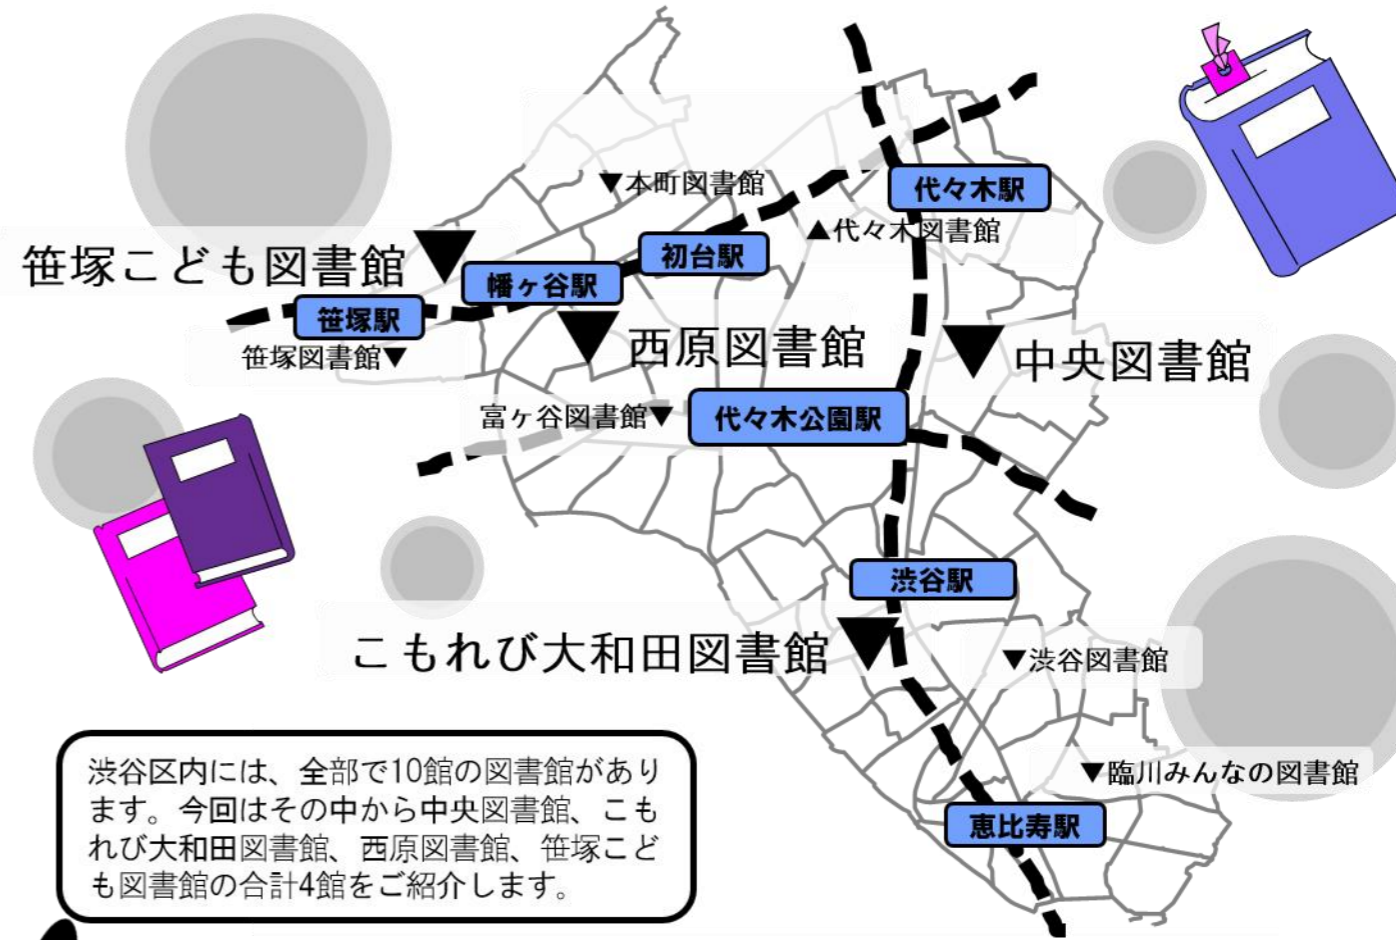 代々木駅
▼本町図書館
▲代々木図書館
初台駅
笹塚こども図書館▼
幡ヶ谷駅
笹塚駅
▼西原図書館
▼中央図書館
笹塚図書館▼
富ヶ谷図書館▼
代々木公園駅
渋谷駅
こもれび大和田図書館▼
▼渋谷図書館
▼臨川みんなの図書館
恵比寿駅
渋谷区内には、全部で10館の図書館があり
ます。今回はその中から中央図書館、こも
れび大和田図書館、西原図書館、笹塚こど
も図書館の合計4館をご紹介します。